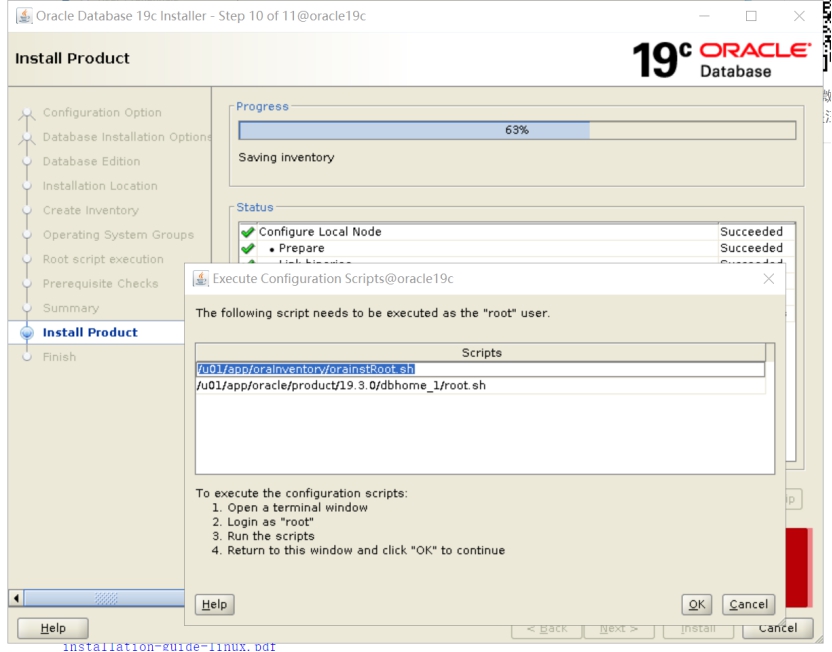 Oracle Database 19c Installer - Step 10 of 11@oracle19c
Install Product
19c ORACLE
Database
Configuration Option
Database Installation Options
Database Edition
Installation Location
Create Inventory
Operating System Groups
Root script execution
Prerequisite Checks
Summary
Install Product
Finish
Progress
63%
Saving inventory
Status
Configure Local Node Succeeded
• Prepare Succeeded
Execute Configuration Scripts@oracle19c
The following script needs to be executed as the "root" user.
Scripts
/u01/app/oraInventory/orainstRoot.sh
/u01/app/oracle/product/19.3.0/dbhome_1/root.sh
To execute the configuration scripts:
1. Open a terminal window
2. Login as "root"
3. Run the scripts
4. Return to this window and click "OK" to continue
Help OK Cancel
Help < Back Next > Install Cancel
installation-guide-linux.pdf